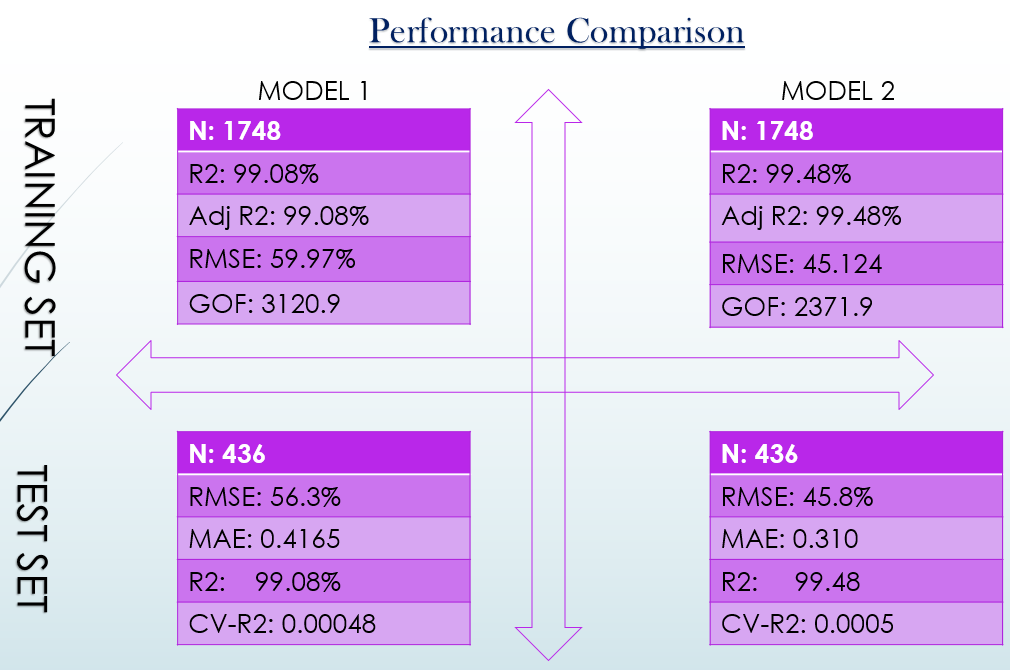 Performance Comparison
MODEL 1
MODEL 2
TRAINING SET
N: 1748
R2: 99.08%
Adj R2: 99.08%
RMSE: 59.97%
GOF: 3120.9
N: 1748
R2: 99.48%
Adj R2: 99.48%
RMSE: 45.124
GOF: 2371.9
TEST SET
N: 436
RMSE: 56.3%
MAE: 0.4165
R2: 99.08%
CV-R2: 0.00048
N: 436
RMSE: 45.8%
MAE: 0.310
R2: 99.48
CV-R2: 0.0005